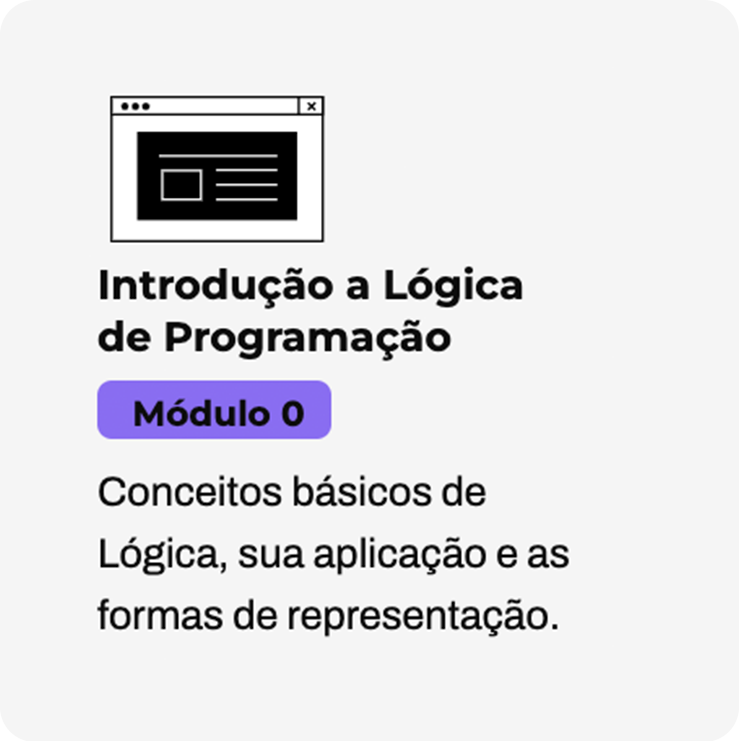 Introdução a Lógica
de Programação
Módulo 0
Conceitos básicos de
Lógica, sua aplicação e as
formas de representação.